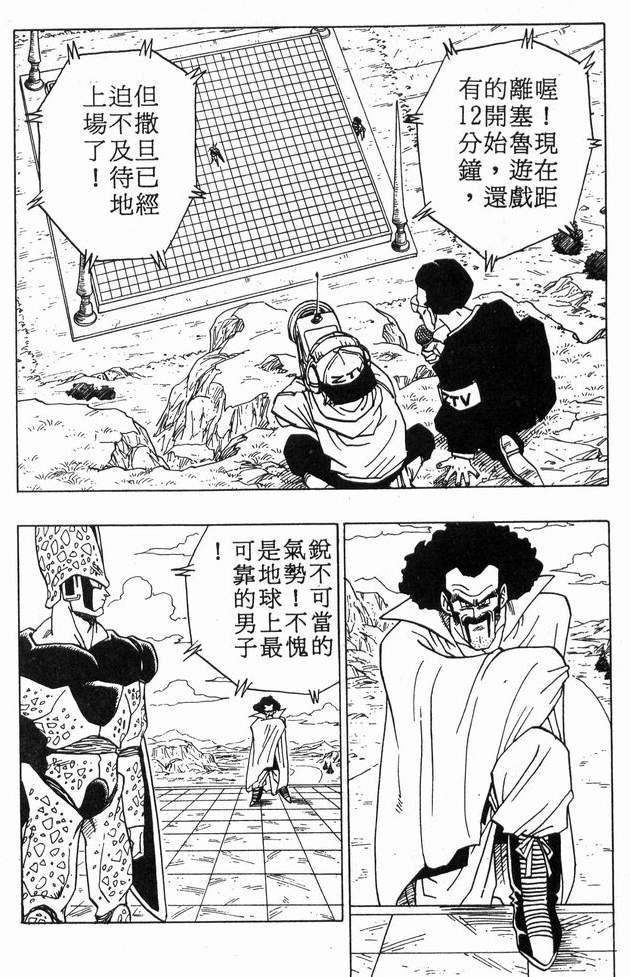 喔！現在距
離塞魯遊戲
的開始，還
有12分鐘，
但撒旦已經
迫不及待地
上場了！
ZTV
ZTV
銳不可當的
氣勢！不愧
是地球上最
可靠的男子
！